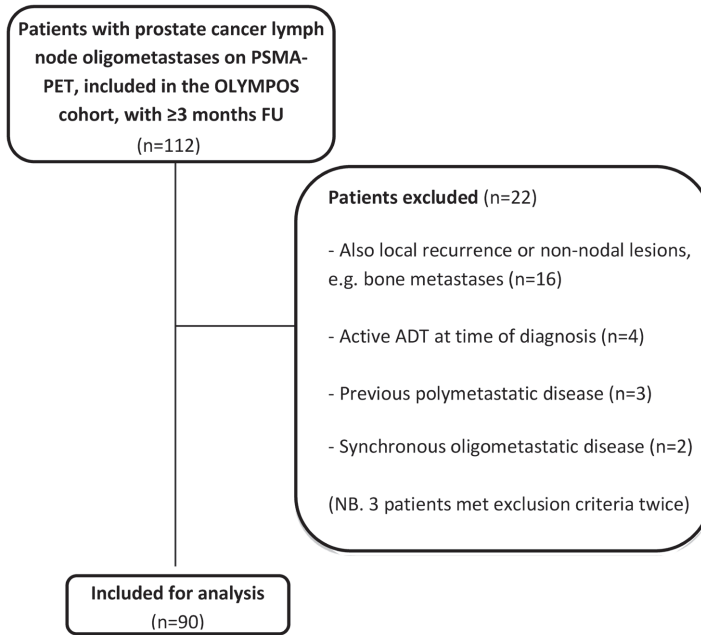 Patients with prostate cancer lymph
node oligometastases on PSMA-
PET, included in the OLYMPOS
cohort, with ≥3 months FU
(n=112)
Patients excluded (n=22)
- Also local recurrence or non-nodal lesions,
e.g. bone metastases (n=16)
- Active ADT at time of diagnosis (n=4)
- Previous polymetastatic disease (n=3)
- Synchronous oligometastatic disease (n=2)
(NB. 3 patients met exclusion criteria twice)
Included for analysis
(n=90)